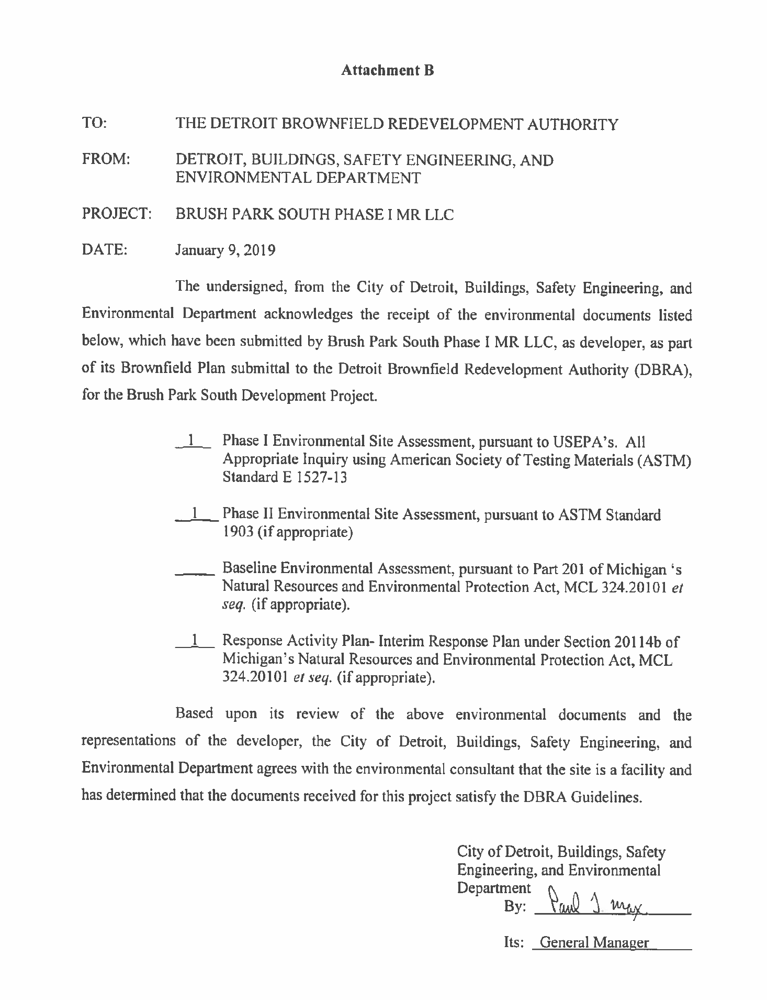 Attachment B
TO: THE DETROIT BROWNFIELD REDEVELOPMENT AUTHORITY
FROM: DETROIT, BUILDINGS, SAFETY ENGINEERING, AND
ENVIRONMENTAL DEPARTMENT
PROJECT: BRUSH PARK SOUTH PHASE I MR LLC
DATE: January 9, 2019
The undersigned, from the City of Detroit, Buildings, Safety Engineering, and
Environmental Department acknowledges the receipt of the environmental documents listed
below, which have been submitted by Brush Park South Phase I MR LLC, as developer, as part
of its Brownfield Plan submittal to the Detroit Brownfield Redevelopment Authority (DBRA),
for the Brush Park South Development Project.
1 Phase I Environmental Site Assessment, pursuant to USEPA's. All
Appropriate Inquiry using American Society of Testing Materials (ASTM)
Standard E 1527-13
1 Phase II Environmental Site Assessment, pursuant to ASTM Standard
1903 (if appropriate)
Baseline Environmental Assessment, pursuant to Part 201 of Michigan 's
Natural Resources and Environmental Protection Act, MCL 324.20101 et
seq. (if appropriate).
1 Response Activity Plan- Interim Response Plan under Section 20114b of
Michigan's Natural Resources and Environmental Protection Act, MCL
324.20101 et seq. (if appropriate).
Based upon its review of the above environmental documents and the
representations of the developer, the City of Detroit, Buildings, Safety Engineering, and
Environmental Department agrees with the environmental consultant that the site is a facility and
has determined that the documents received for this project satisfy the DBRA Guidelines.
City of Detroit, Buildings, Safety
Engineering, and Environmental
Department
By: Paul J. Max
Its: General Manager